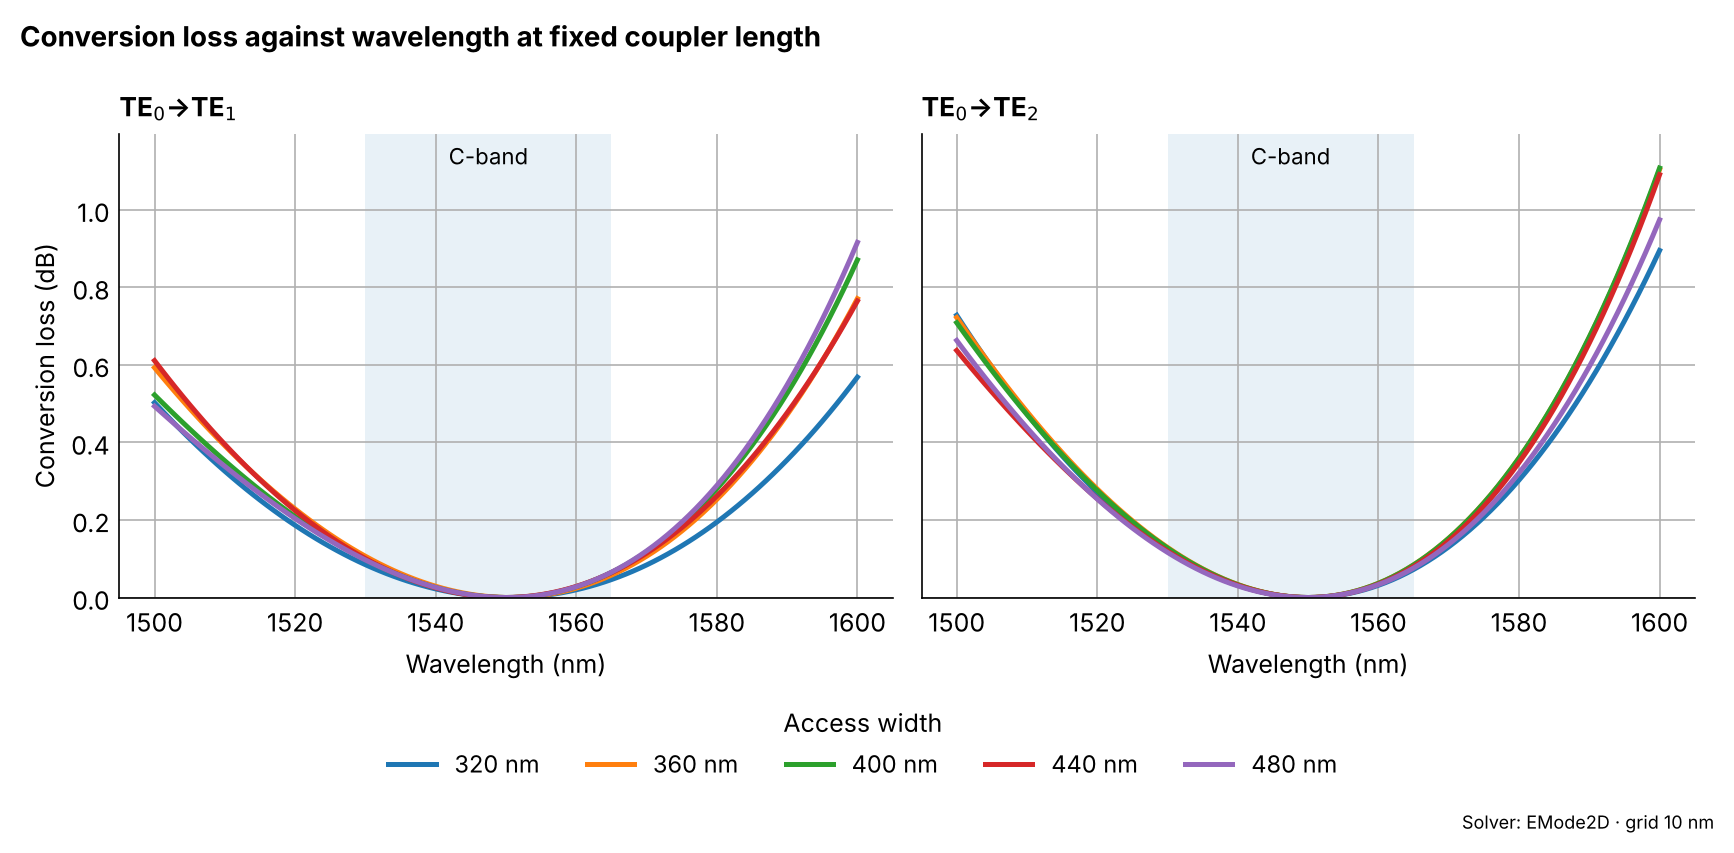 Conversion loss against wavelength at fixed coupler length
TE₀→TE₁
C-band
Conversion loss (dB)
1.0
0.8
0.6
0.4
0.2
0.0
1500 1520 1540 1560 1580 1600
Wavelength (nm)
TE₀→TE₂
C-band
1500 1520 1540 1560 1580 1600
Wavelength (nm)
Access width
320 nm 360 nm 400 nm 440 nm 480 nm
Solver: EMode2D · grid 10 nm